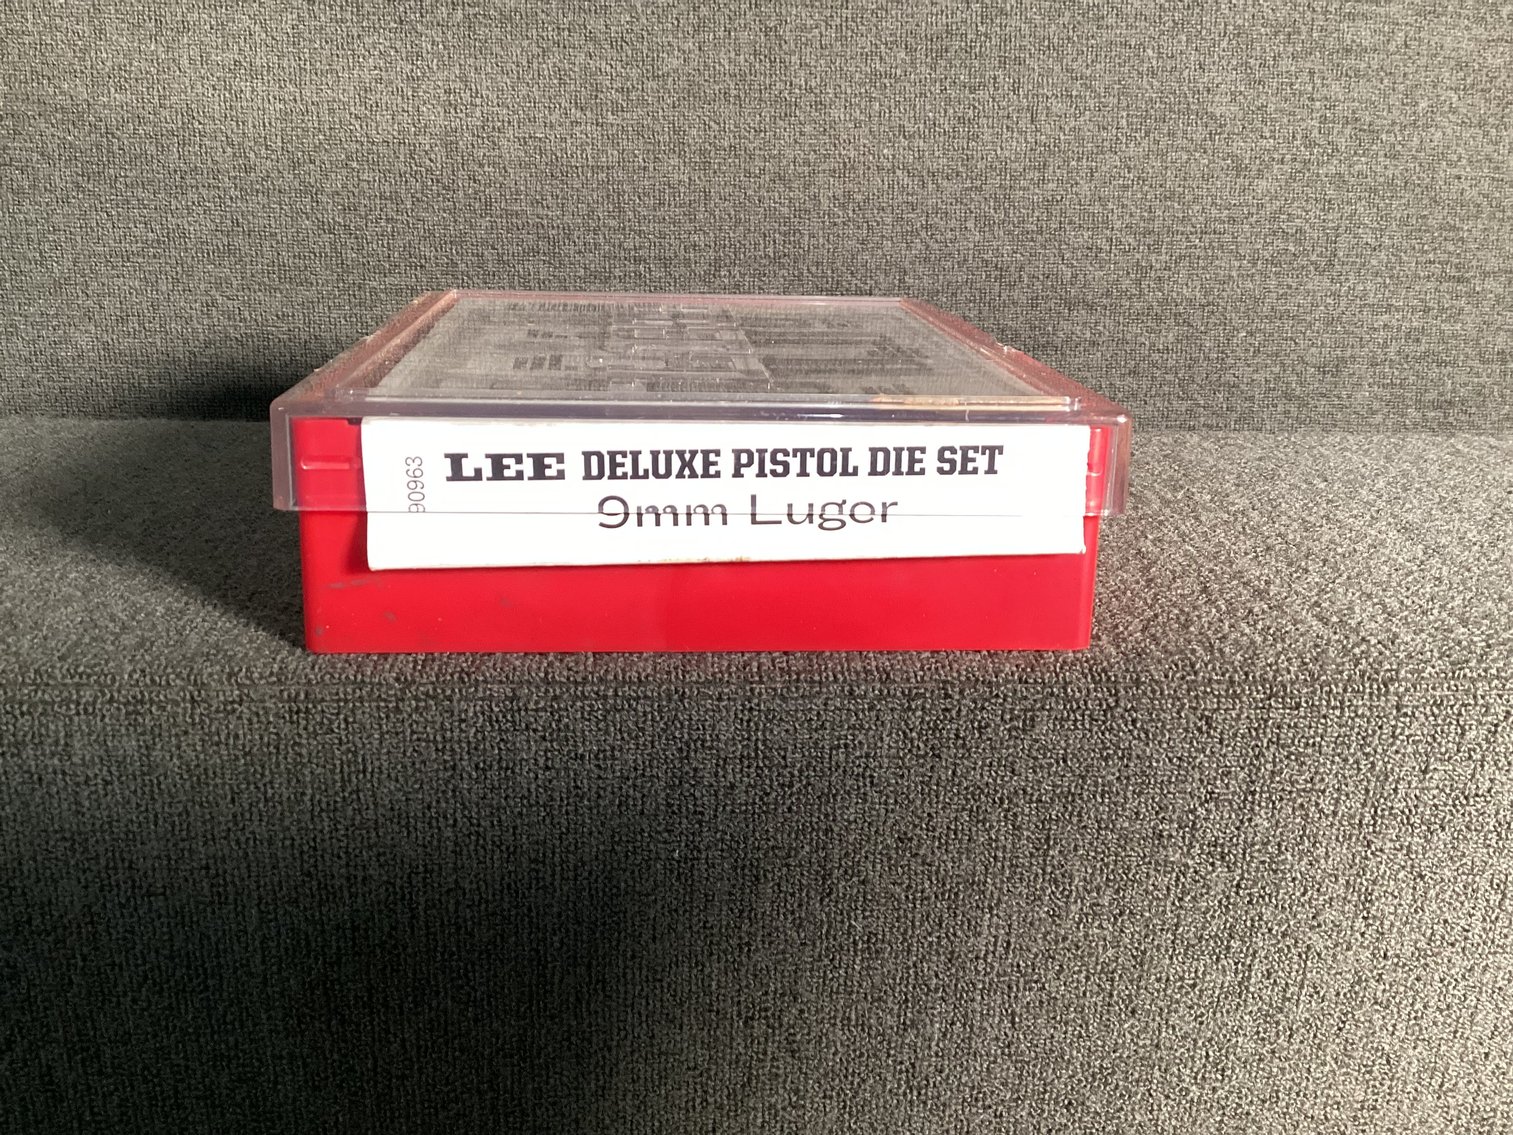 LEE DELUXE PISTOL DIE SET
9mm Luger
90963